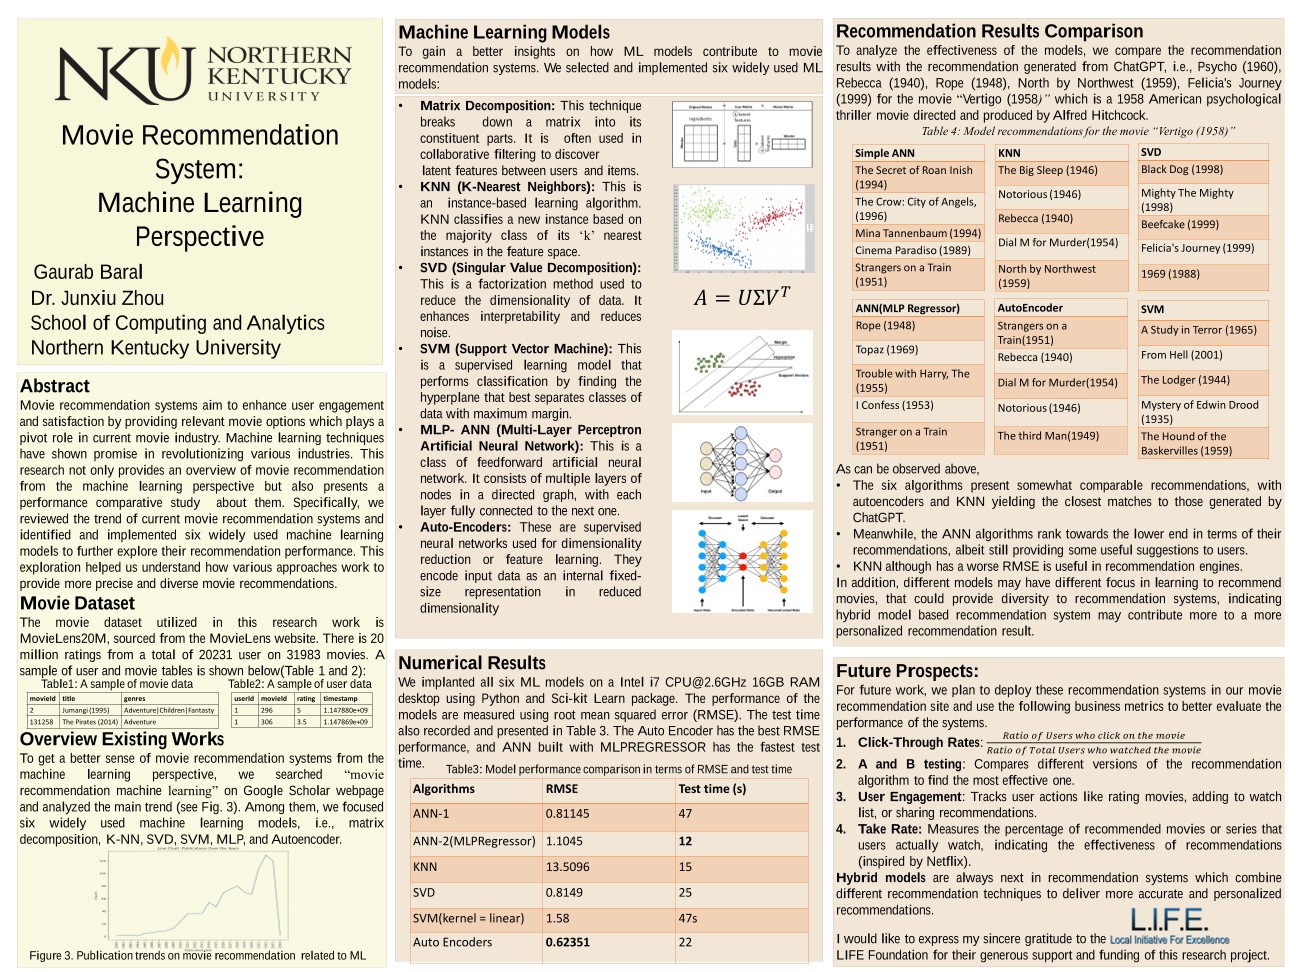 NKU NORTHERN
KENTUCKY
UNIVERSITY
Movie Recommendation
System:
Machine Learning
Perspective
Gaurab Baral
Dr. Junxiu Zhou
School of Computing and Analytics
Northern Kentucky University
Abstract
Movie recommendation systems aim to enhance user engagement
and satisfaction by providing relevant movie options which plays a
pivot role in current movie industry. Machine learning techniques
have shown promise in revolutionizing various industries. This
research not only provides an overview of movie recommendation
from the machine learning perspective but also presents a
performance comparative study about them. Specifically, we
reviewed the trend of current movie recommendation systems and
identified and implemented six widely used machine learning
models to further explore their recommendation performance. This
exploration helped us understand how various approaches work to
provide more precise and diverse movie recommendations.
Movie Dataset
The movie dataset utilized in this research work is
MovieLens20M, sourced from the MovieLens website. There is 20
million ratings from a total of 20231 user on 31983 movies. A
sample of user and movie tables is shown below(Table 1 and 2):
Table1: A sample of movie data
movieId title genres
2 Jumangi (1995) Adventure|Children|Fantasty
131258 The Pirates (2014) Adventure
Table2: A sample of user data
userId movieId rating timestamp
1 296 5 1.147880e+09
1 306 3.5 1.147869e+09
Overview Existing Works
To get a better sense of movie recommendation systems from the
machine learning perspective, we searched “movie
recommendation machine learning” on Google Scholar webpage
and analyzed the main trend (see Fig. 3). Among them, we focused
six widely used machine learning models, i.e., matrix
decomposition, K-NN, SVD, SVM, MLP, and Autoencoder.
Line Chart: Publications Over the Years
Figure 3. Publication trends on movie recommendation related to ML
Machine Learning Models
To gain a better insights on how ML models contribute to movie
recommendation systems. We selected and implemented six widely used ML
models:
• Matrix Decomposition: This technique
breaks down a matrix into its
constituent parts. It is often used in
collaborative filtering to discover
latent features between users and items.
• KNN (K-Nearest Neighbors): This is
an instance-based learning algorithm.
KNN classifies a new instance based on
the majority class of its ‘k’ nearest
instances in the feature space.
• SVD (Singular Value Decomposition):
This is a factorization method used to
reduce the dimensionality of data. It
enhances interpretability and reduces
noise.
• SVM (Support Vector Machine): This
is a supervised learning model that
performs classification by finding the
hyperplane that best separates classes of
data with maximum margin.
• MLP- ANN (Multi-Layer Perceptron
Artificial Neural Network): This is a
class of feedforward artificial neural
network. It consists of multiple layers of
nodes in a directed graph, with each
layer fully connected to the next one.
• Auto-Encoders: These are supervised
neural networks used for dimensionality
reduction or feature learning. They
encode input data as an internal fixed-
size representation in reduced
dimensionality
ingredients
latent
features
A = UΣV^T
Margin
Hyperplane
Support Vectors
Input Output
Encoder Latent Space Decoder
Numerical Results
We implanted all six ML models on a Intel i7 CPU@2.6GHz 16GB RAM
desktop using Python and Sci-kit Learn package. The performance of the
models are measured using root mean squared error (RMSE). The test time
also recorded and presented in Table 3. The Auto Encoder has the best RMSE
performance, and ANN built with MLPREGRESSOR has the fastest test
time.
Table3: Model performance comparison in terms of RMSE and test time
Algorithms RMSE Test time (s)
ANN-1 0.81145 47
ANN-2(MLPRegressor) 1.1045 12
KNN 13.5096 15
SVD 0.8149 25
SVM(kernel = linear) 1.58 47s
Auto Encoders 0.62351 22
Recommendation Results Comparison
To analyze the effectiveness of the models, we compare the recommendation
results with the recommendation generated from ChatGPT, i.e., Psycho (1960),
Rebecca (1940), Rope (1948), North by Northwest (1959), Felicia's Journey
(1999) for the movie “Vertigo (1958)” which is a 1958 American psychological
thriller movie directed and produced by Alfred Hitchcock.
Table 4: Model recommendations for the movie “Vertigo (1958)”
Simple ANN
The Secret of Roan Inish
(1994)
The Crow: City of Angels,
(1996)
Mina Tannenbaum (1994)
Cinema Paradiso (1989)
Strangers on a Train
(1951)
KNN
The Big Sleep (1946)
Notorious (1946)
Rebecca (1940)
Dial M for Murder(1954)
North by Northwest
(1959)
SVD
Black Dog (1998)
Mighty The Mighty
(1998)
Beefcake (1999)
Felicia's Journey (1999)
1969 (1988)
ANN(MLP Regressor)
Rope (1948)
Topaz (1969)
Trouble with Harry, The
(1955)
I Confess (1953)
Stranger on a Train
(1951)
AutoEncoder
Strangers on a
Train(1951)
Rebecca (1940)
Dial M for Murder(1954)
Notorious (1946)
The third Man(1949)
SVM
A Study in Terror (1965)
From Hell (2001)
The Lodger (1944)
Mystery of Edwin Drood
(1935)
The Hound of the
Baskervilles (1959)
As can be observed above,
• The six algorithms present somewhat comparable recommendations, with
autoencoders and KNN yielding the closest matches to those generated by
ChatGPT.
• Meanwhile, the ANN algorithms rank towards the lower end in terms of their
recommendations, albeit still providing some useful suggestions to users.
• KNN although has a worse RMSE is useful in recommendation engines.
In addition, different models may have different focus in learning to recommend
movies, that could provide diversity to recommendation systems, indicating
hybrid model based recommendation system may contribute more to a more
personalized recommendation result.
Future Prospects:
For future work, we plan to deploy these recommendation systems in our movie
recommendation site and use the following business metrics to better evaluate the
performance of the systems.
1. Click-Through Rates: Ratio of Users who click on the movie
Ratio of Total Users who watched the movie
2. A and B testing: Compares different versions of the recommendation
algorithm to find the most effective one.
3. User Engagement: Tracks user actions like rating movies, adding to watch
list, or sharing recommendations.
4. Take Rate: Measures the percentage of recommended movies or series that
users actually watch, indicating the effectiveness of recommendations
(inspired by Netflix).
Hybrid models are always next in recommendation systems which combine
different recommendation techniques to deliver more accurate and personalized
recommendations.
L.I.F.E.
Local Initiative For Excellence
I would like to express my sincere gratitude to the
LIFE Foundation for their generous support and funding of this research project.